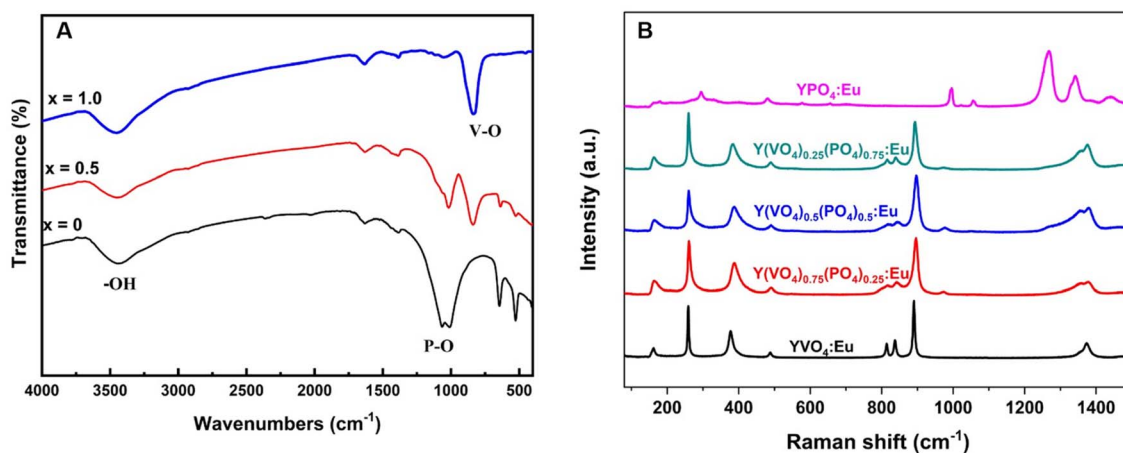 A
x = 1.0
V-O
x = 0.5
x = 0
-OH
P-O
Transmittance (%)
4000 3500 3000 2500 2000 1500 1000 500
Wavenumbers (cm⁻¹)
B
YPO₄:Eu
Y(VO₄)₀.₂₅(PO₄)₀.₇₅:Eu
Y(VO₄)₀.₅(PO₄)₀.₅:Eu
Y(VO₄)₀.₇₅(PO₄)₀.₂₅:Eu
YVO₄:Eu
Intensity (a.u.)
200 400 600 800 1000 1200 1400
Raman shift (cm⁻¹)